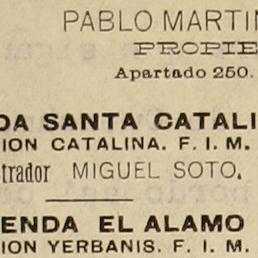 PABLO MARTIN
PROPIE
Apartado 250.
DA SANTA CATALI
ION CATALINA. F. I. M.
trador MIGUEL SOTO.
ENDA EL ALAMO
ION YERBANIS. F. I. M.